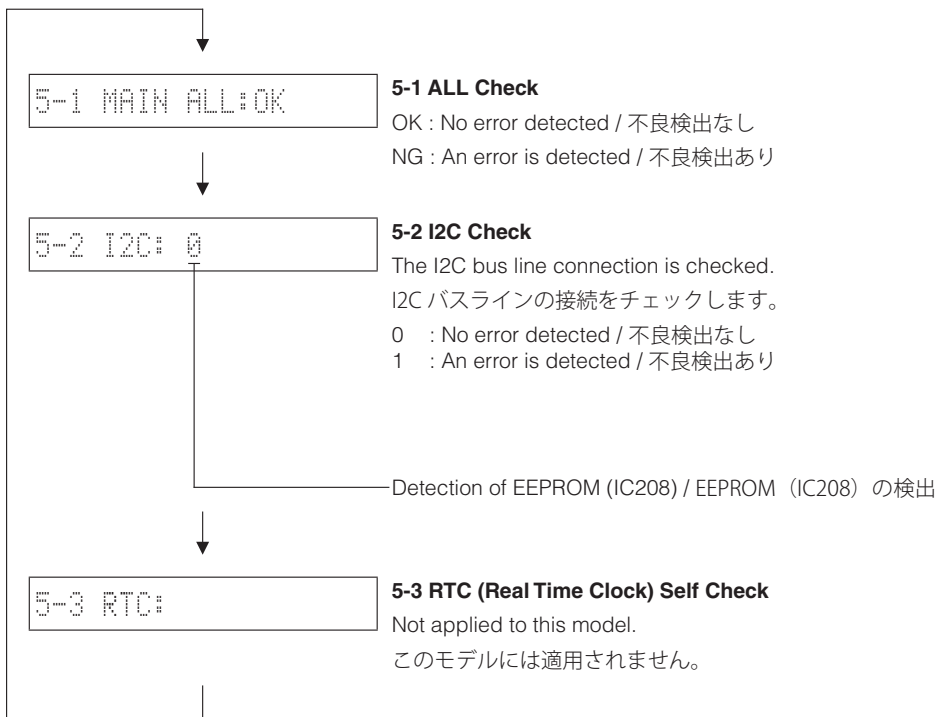 5-1 MAIN ALL:OK
5-1 ALL Check
OK : No error detected / 不良検出なし
NG : An error is detected / 不良検出あり
5-2 I2C: 0
5-2 I2C Check
The I2C bus line connection is checked.
I2C バスラインの接続をチェックします。
0 : No error detected / 不良検出なし
1 : An error is detected / 不良検出あり
Detection of EEPROM (IC208) / EEPROM（IC208）の検出
5-3 RTC:
5-3 RTC (Real Time Clock) Self Check
Not applied to this model.
このモデルには適用されません。